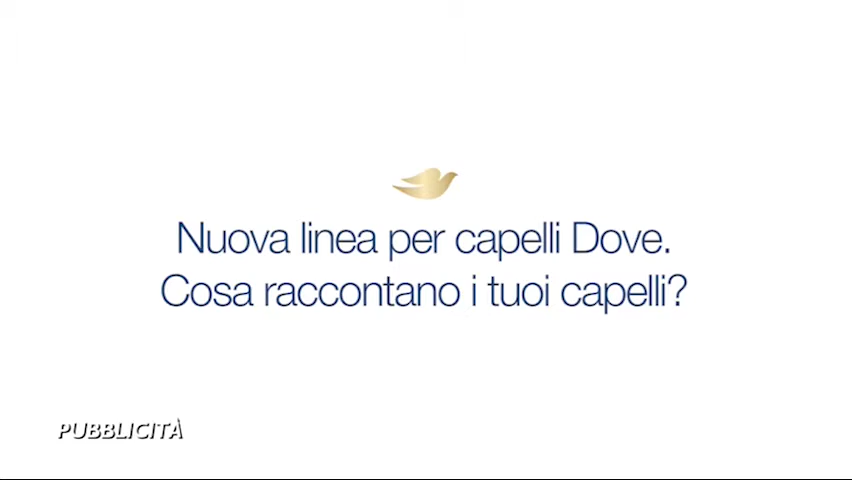 Nuova linea per capelli Dove.
Cosa raccontano i tuoi capelli?
PUBBLICITÀ